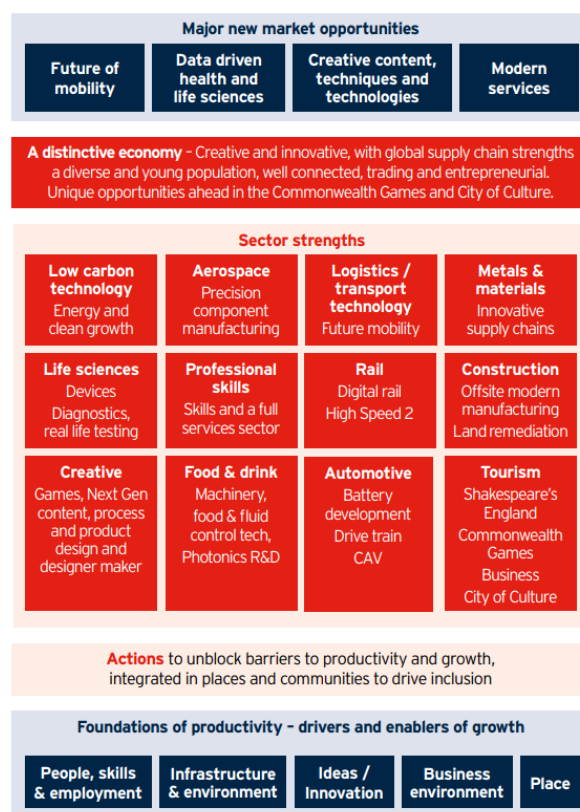 Major new market opportunities
Future of
mobility
Data driven
health and
life sciences
Creative content,
techniques and
technologies
Modern
services
A distinctive economy – Creative and innovative, with global supply chain strengths
a diverse and young population, well connected, trading and entrepreneurial.
Unique opportunities ahead in the Commonwealth Games and City of Culture.
Sector strengths
Low carbon
technology
Energy and
clean growth
Aerospace
Precision
component
manufacturing
Logistics /
transport
technology
Future mobility
Metals &
materials
Innovative
supply chains
Life sciences
Devices
Diagnostics,
real life testing
Professional
skills
Skills and a full
services sector
Rail
Digital rail
High Speed 2
Construction
Offsite modern
manufacturing
Land remediation
Creative
Games, Next Gen
content, process
and product
design and
designer maker
Food & drink
Machinery,
food & fluid
control tech,
Photonics R&D
Automotive
Battery
development
Drive train
CAV
Tourism
Shakespeare's
England
Commonwealth
Games
Business
City of Culture
Actions to unblock barriers to productivity and growth,
integrated in places and communities to drive inclusion
Foundations of productivity – drivers and enablers of growth
People, skills
& employment
Infrastructure
& environment
Ideas /
Innovation
Business
environment
Place